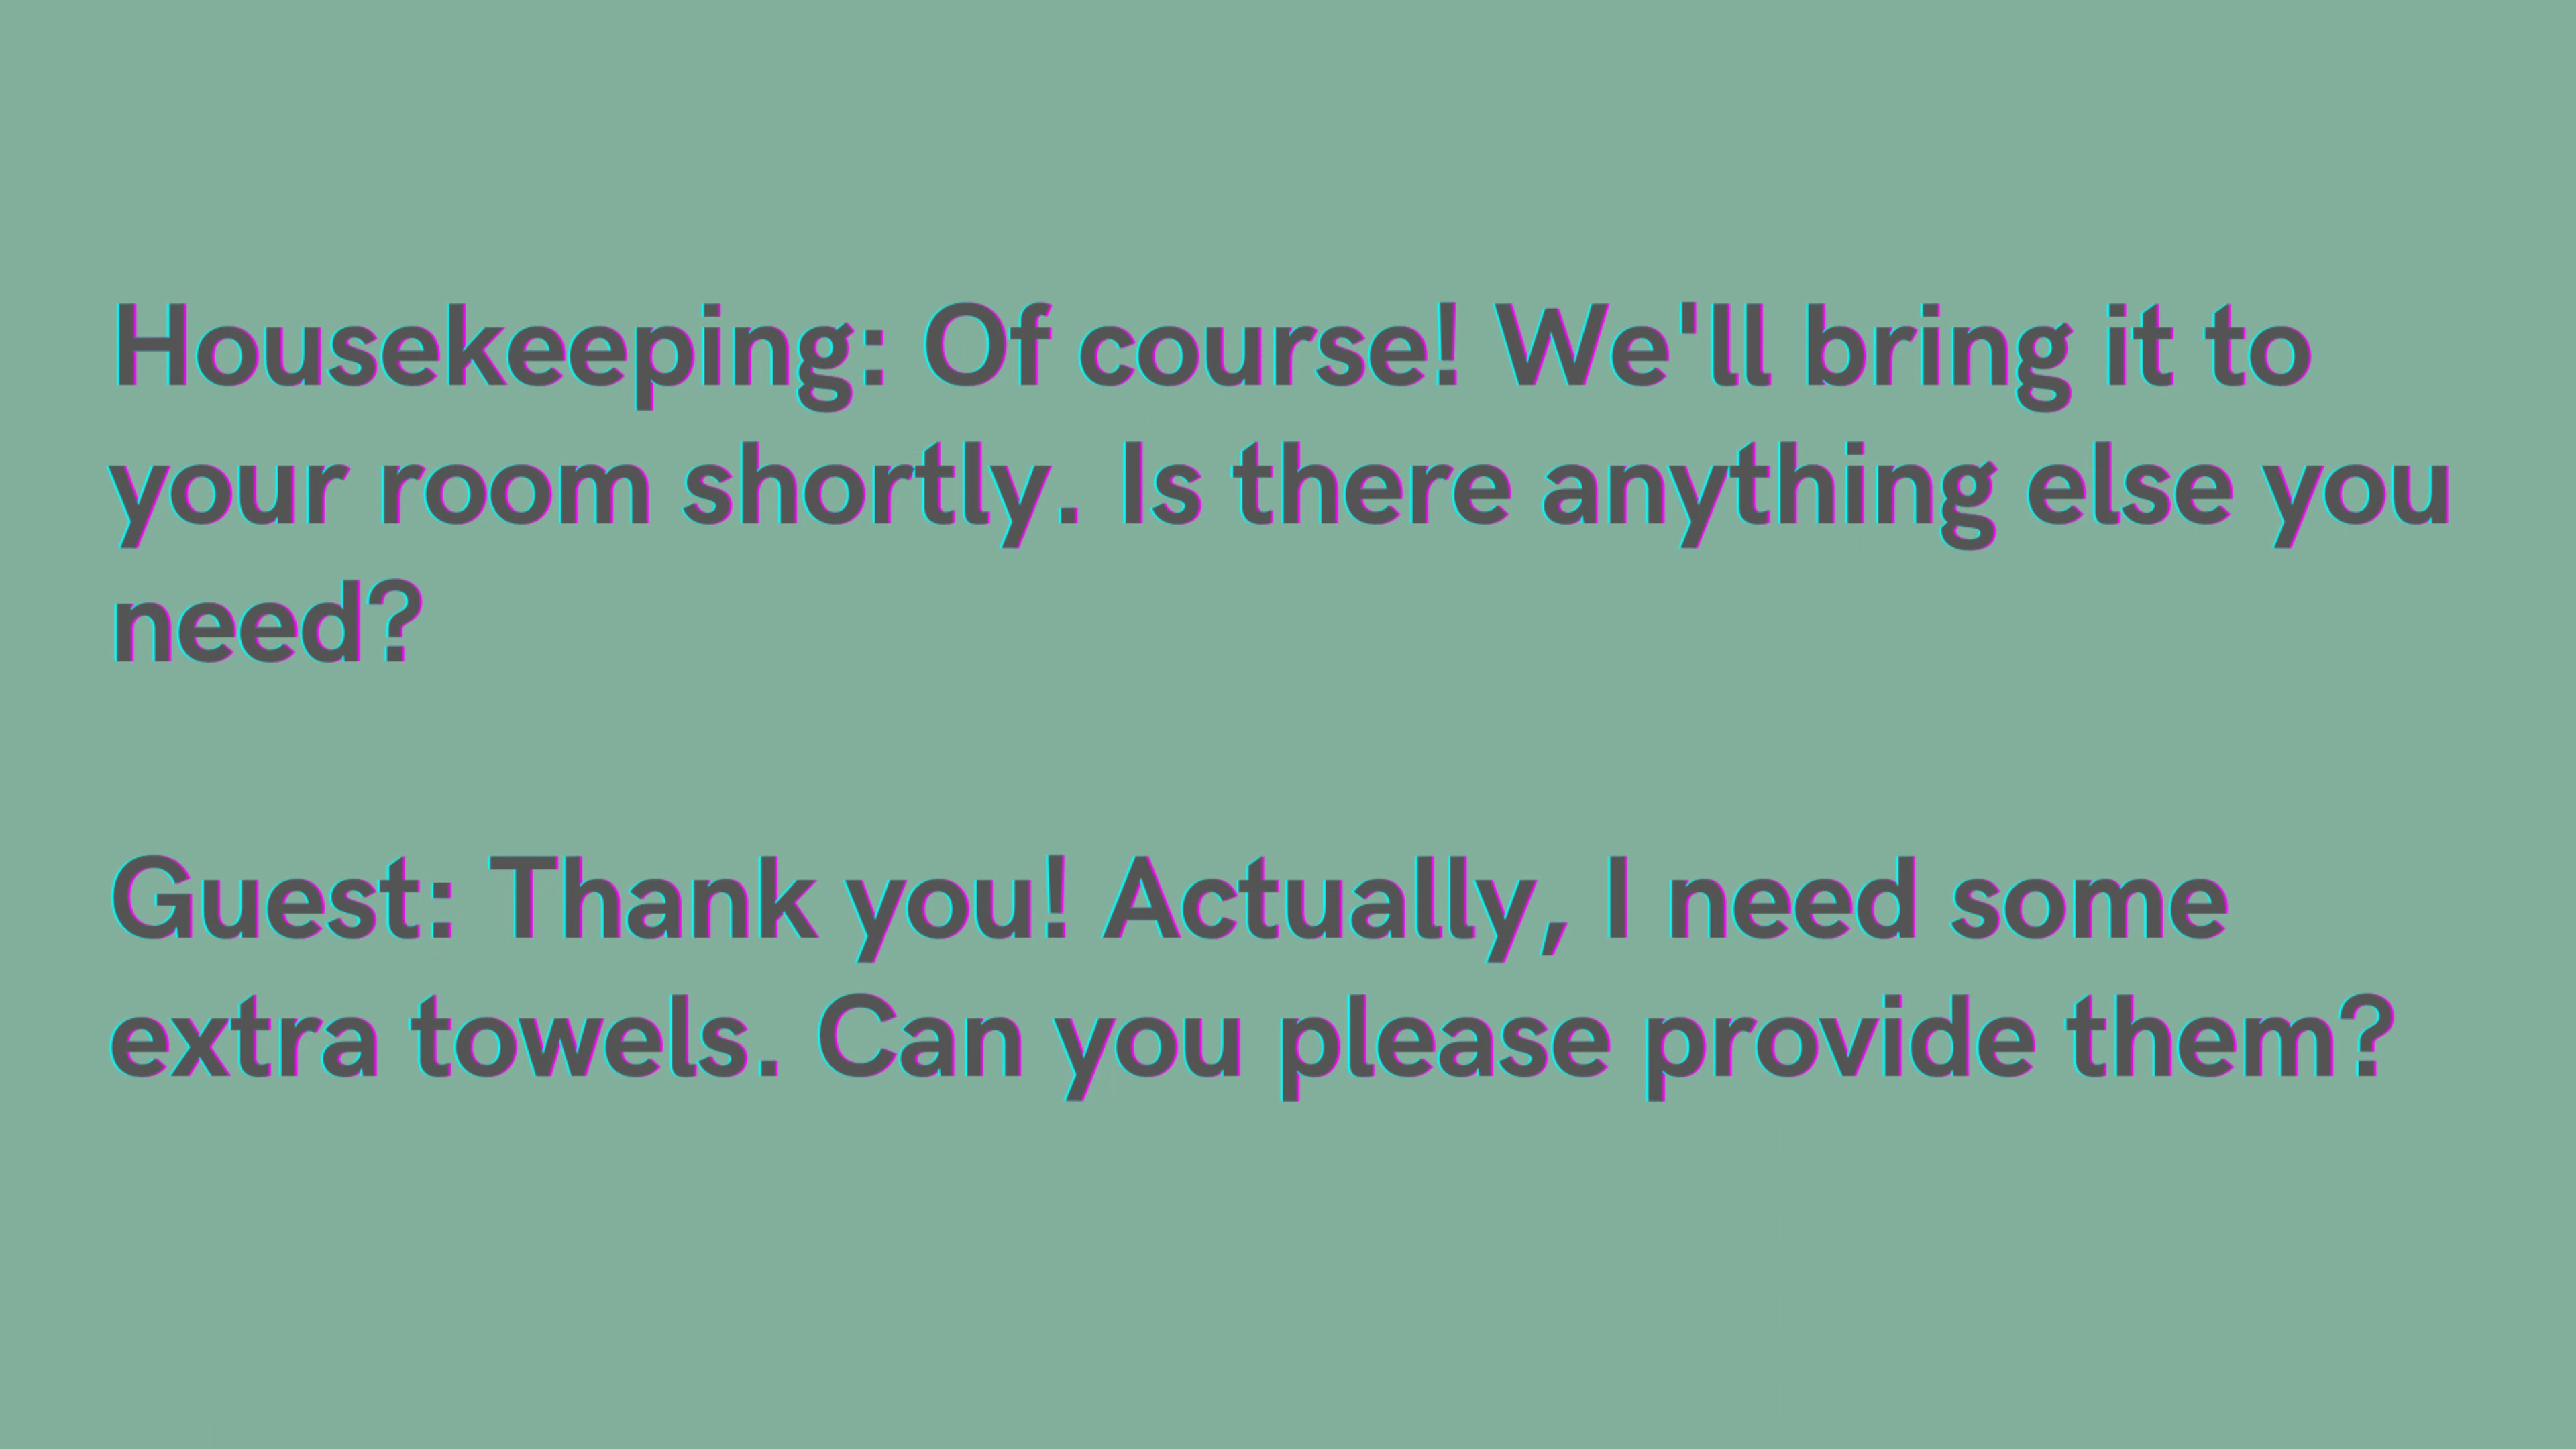 Housekeeping: Of course! We'll bring it to
your room shortly. Is there anything else you
need?
Guest: Thank you! Actually, I need some
extra towels. Can you please provide them?